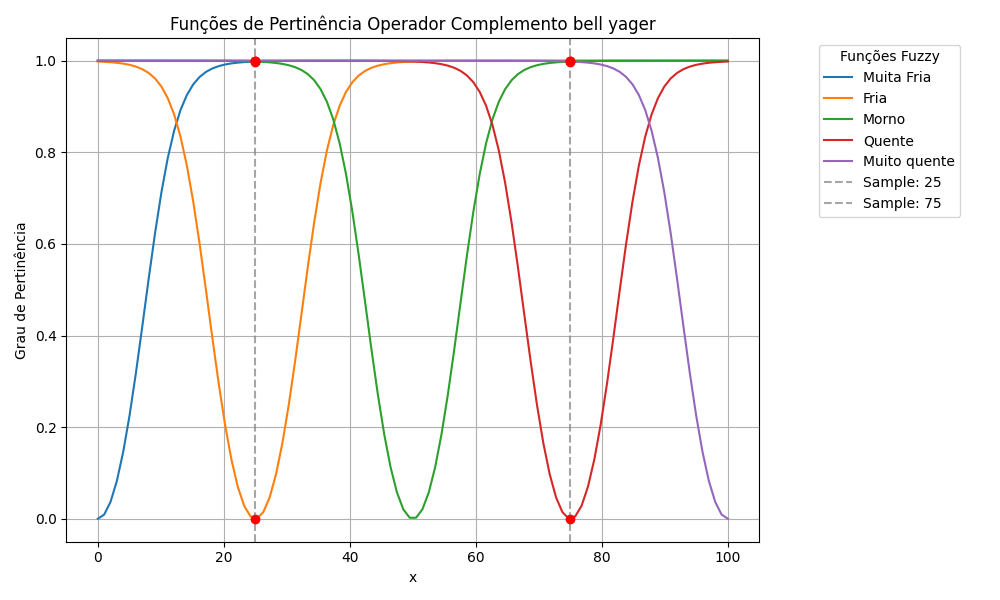 Funções de Pertinência Operador Complemento bell yager
Grau de Pertinência
1.0
0.8
0.6
0.4
0.2
0.0
0
20
40
60
80
100
x
Funções Fuzzy
Muita Fria
Fria
Morno
Quente
Muito quente
Sample: 25
Sample: 75